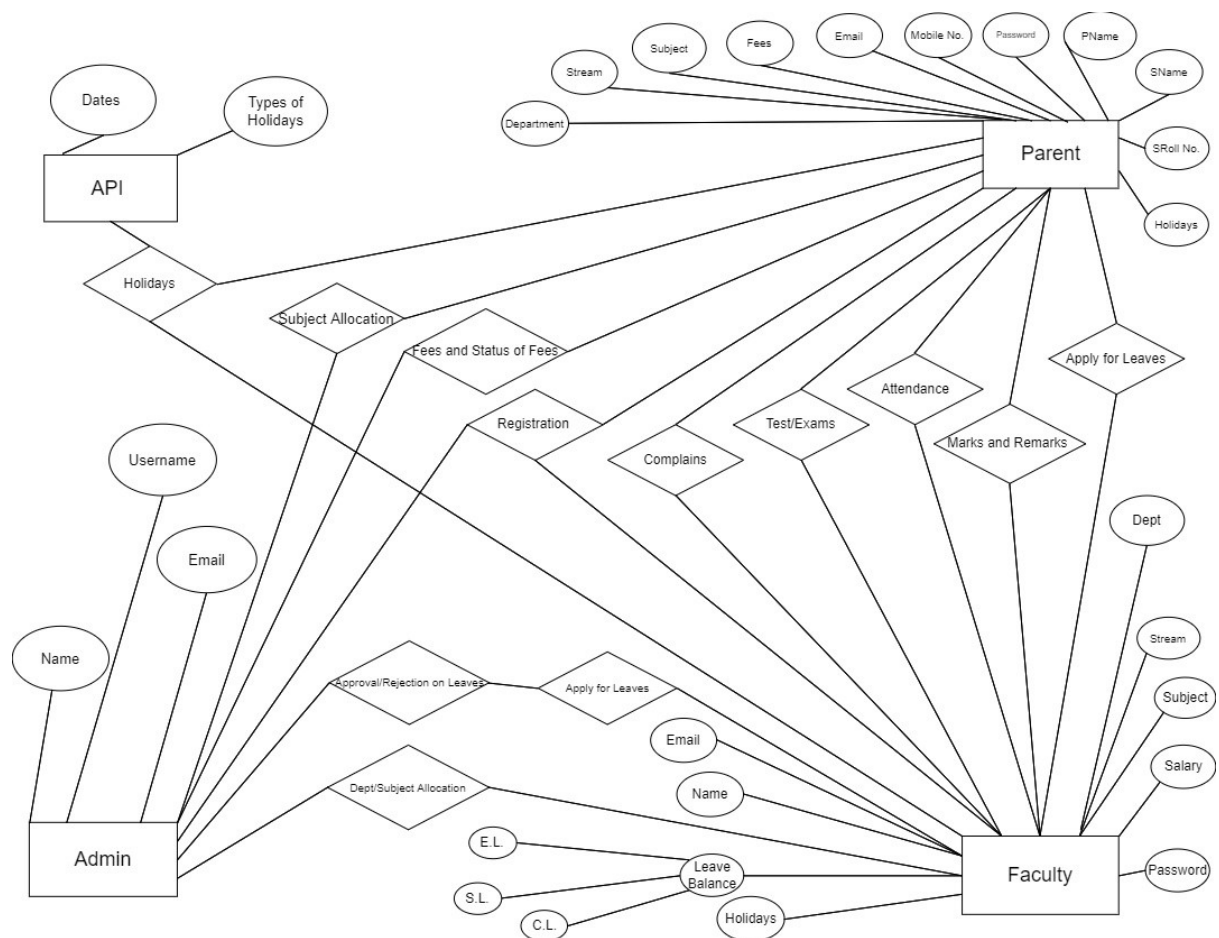 Dates
Types of
Holidays
API
Stream
Subject
Fees
Email
Mobile No.
Password
PName
SName
Department
Parent
SRoll No.
Holidays
Holidays
Subject Allocation
Fees and Status of Fees
Registration
Complains
Test/Exams
Attendance
Marks and Remarks
Apply for Leaves
Username
Email
Name
Admin
Approval/Rejection on Leaves
Apply for Leaves
Dept/Subject Allocation
Dept
Stream
Subject
Salary
Password
Email
Name
E.L.
S.L.
C.L.
Leave
Balance
Holidays
Faculty